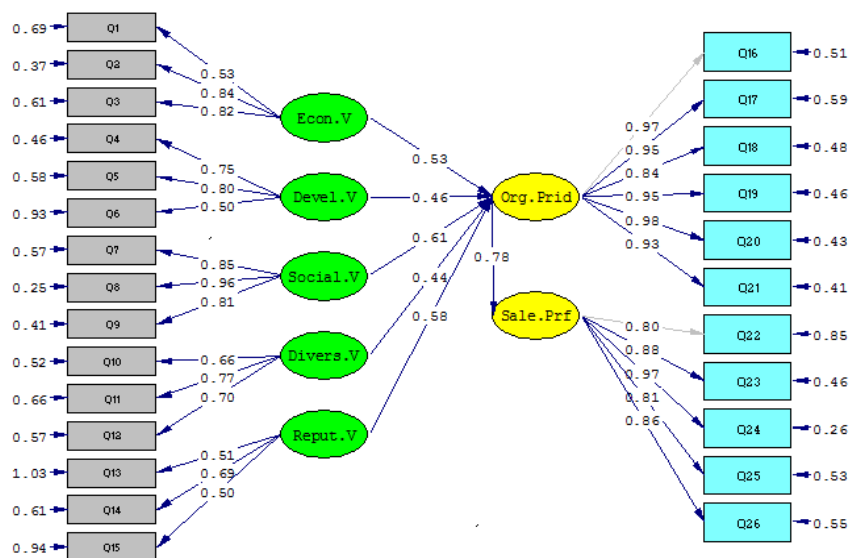 0.69 Q1
0.37 Q2
0.61 Q3
0.46 Q4
0.58 Q5
0.93 Q6
0.57 Q7
0.25 Q8
0.41 Q9
0.52 Q10
0.66 Q11
0.57 Q12
1.03 Q13
0.61 Q14
0.94 Q15
0.53
0.84
0.82
0.75
0.80
0.50
0.85
0.96
0.81
0.66
0.77
0.70
0.51
0.69
0.50
Econ.V
Devel.V
Social.V
Divers.V
Reput.V
0.53
0.46
0.61
0.44
0.58
Org.Prid
0.78
Sale.Prf
0.97
0.95
0.84
0.95
0.98
0.93
0.80
0.88
0.97
0.81
0.86
Q16 0.51
Q17 0.59
Q18 0.48
Q19 0.46
Q20 0.43
Q21 0.41
Q22 0.85
Q23 0.46
Q24 0.26
Q25 0.53
Q26 0.55